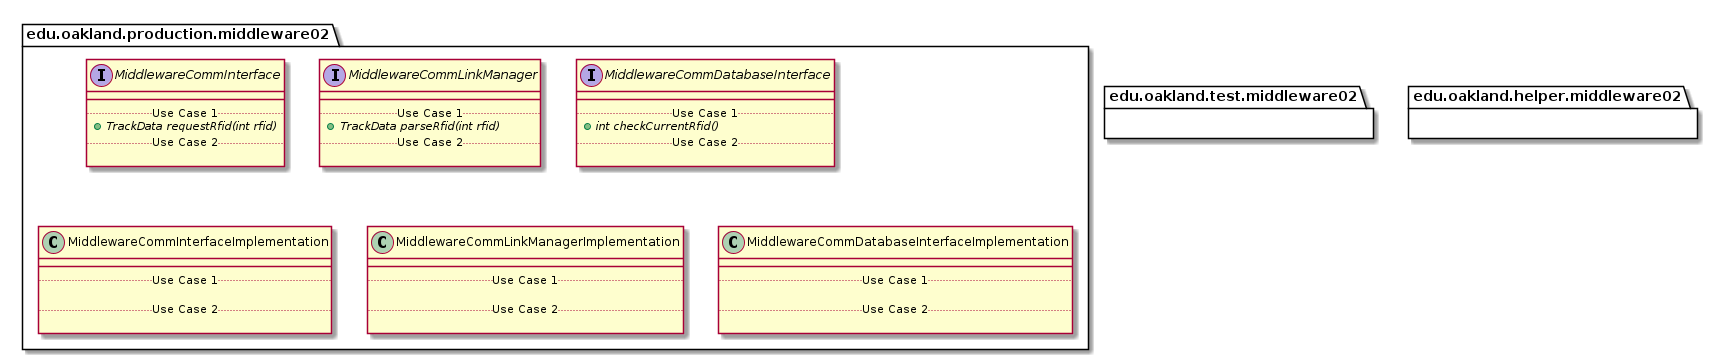 edu.oakland.production.middleware02
I MiddlewareCommInterface
Use Case 1
TrackData requestRfid(int rfid)
Use Case 2
I MiddlewareCommLinkManager
Use Case 1
TrackData parseRfid(int rfid)
Use Case 2
I MiddlewareCommDatabaseInterface
Use Case 1
int checkCurrentRfid()
Use Case 2
C MiddlewareCommInterfaceImplementation
Use Case 1
Use Case 2
C MiddlewareCommLinkManagerImplementation
Use Case 1
Use Case 2
C MiddlewareCommDatabaseInterfaceImplementation
Use Case 1
Use Case 2
edu.oakland.test.middleware02
edu.oakland.helper.middleware02